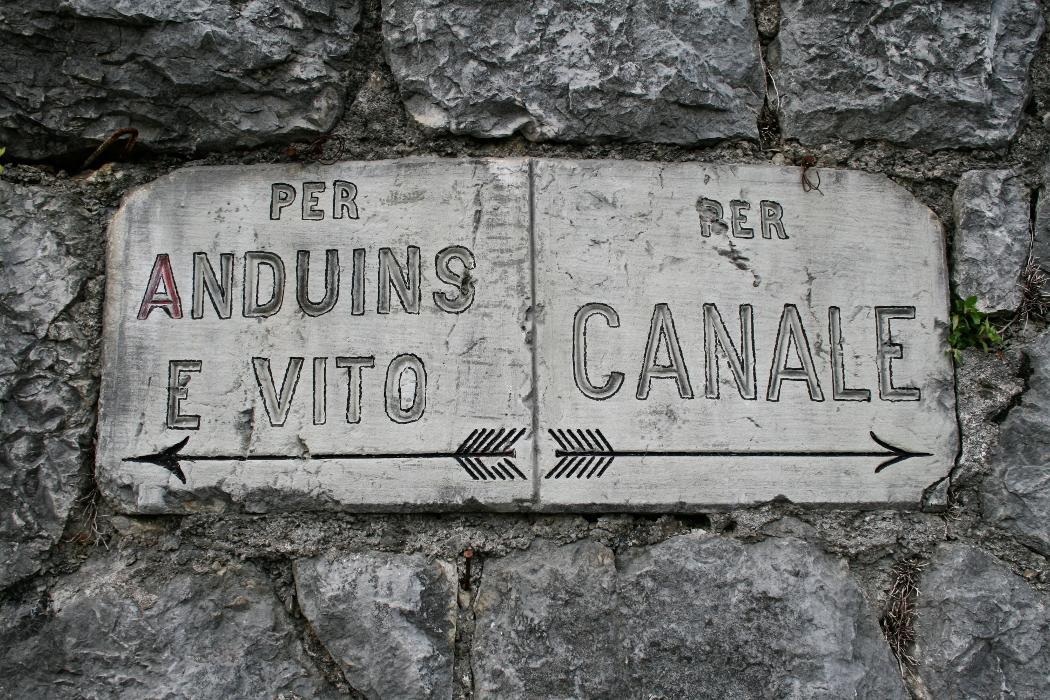 PER
ANDUINS
E VITO
PER
CANALE